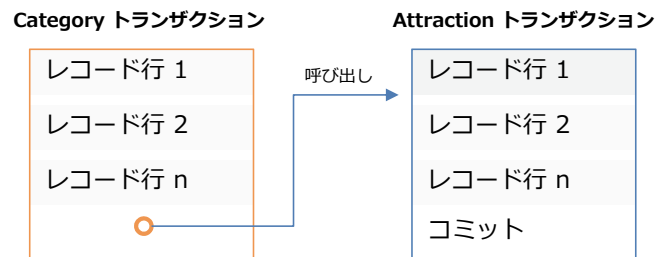 Category トランザクション
Attraction トランザクション
レコード行 1
レコード行 2
レコード行 n
呼び出し
レコード行 1
レコード行 2
レコード行 n
コミット